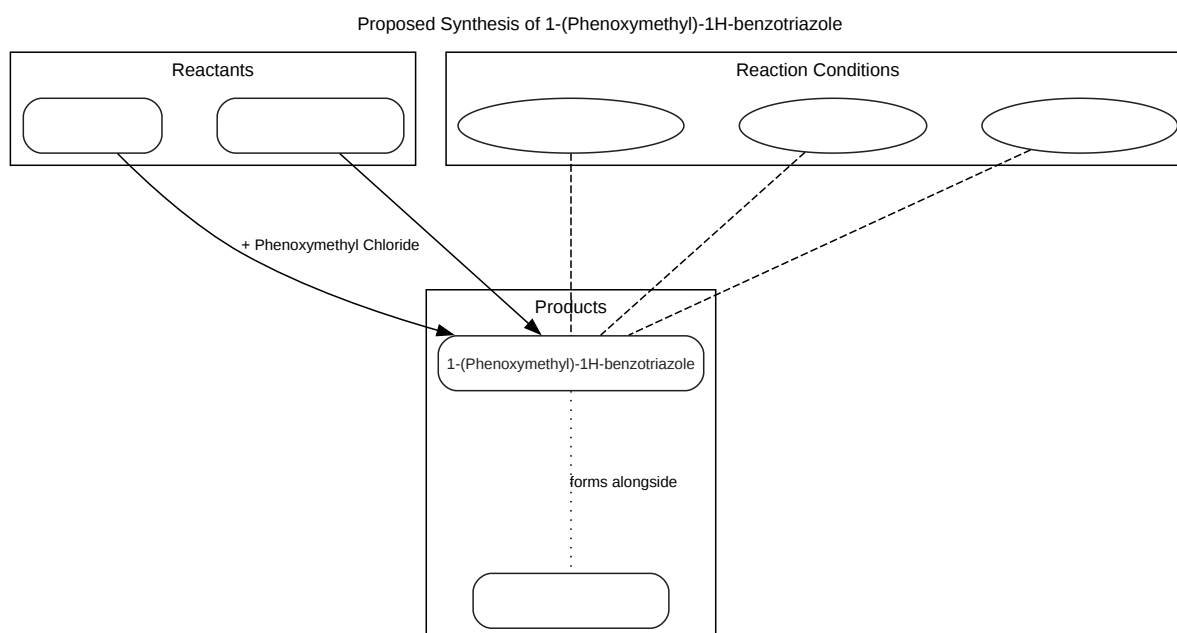 Proposed Synthesis of 1-(Phenoxymethyl)-1H-benzotriazole
Reactants
Reaction Conditions
+ Phenoxymethyl Chloride
Products
1-(Phenoxymethyl)-1H-benzotriazole
forms alongside